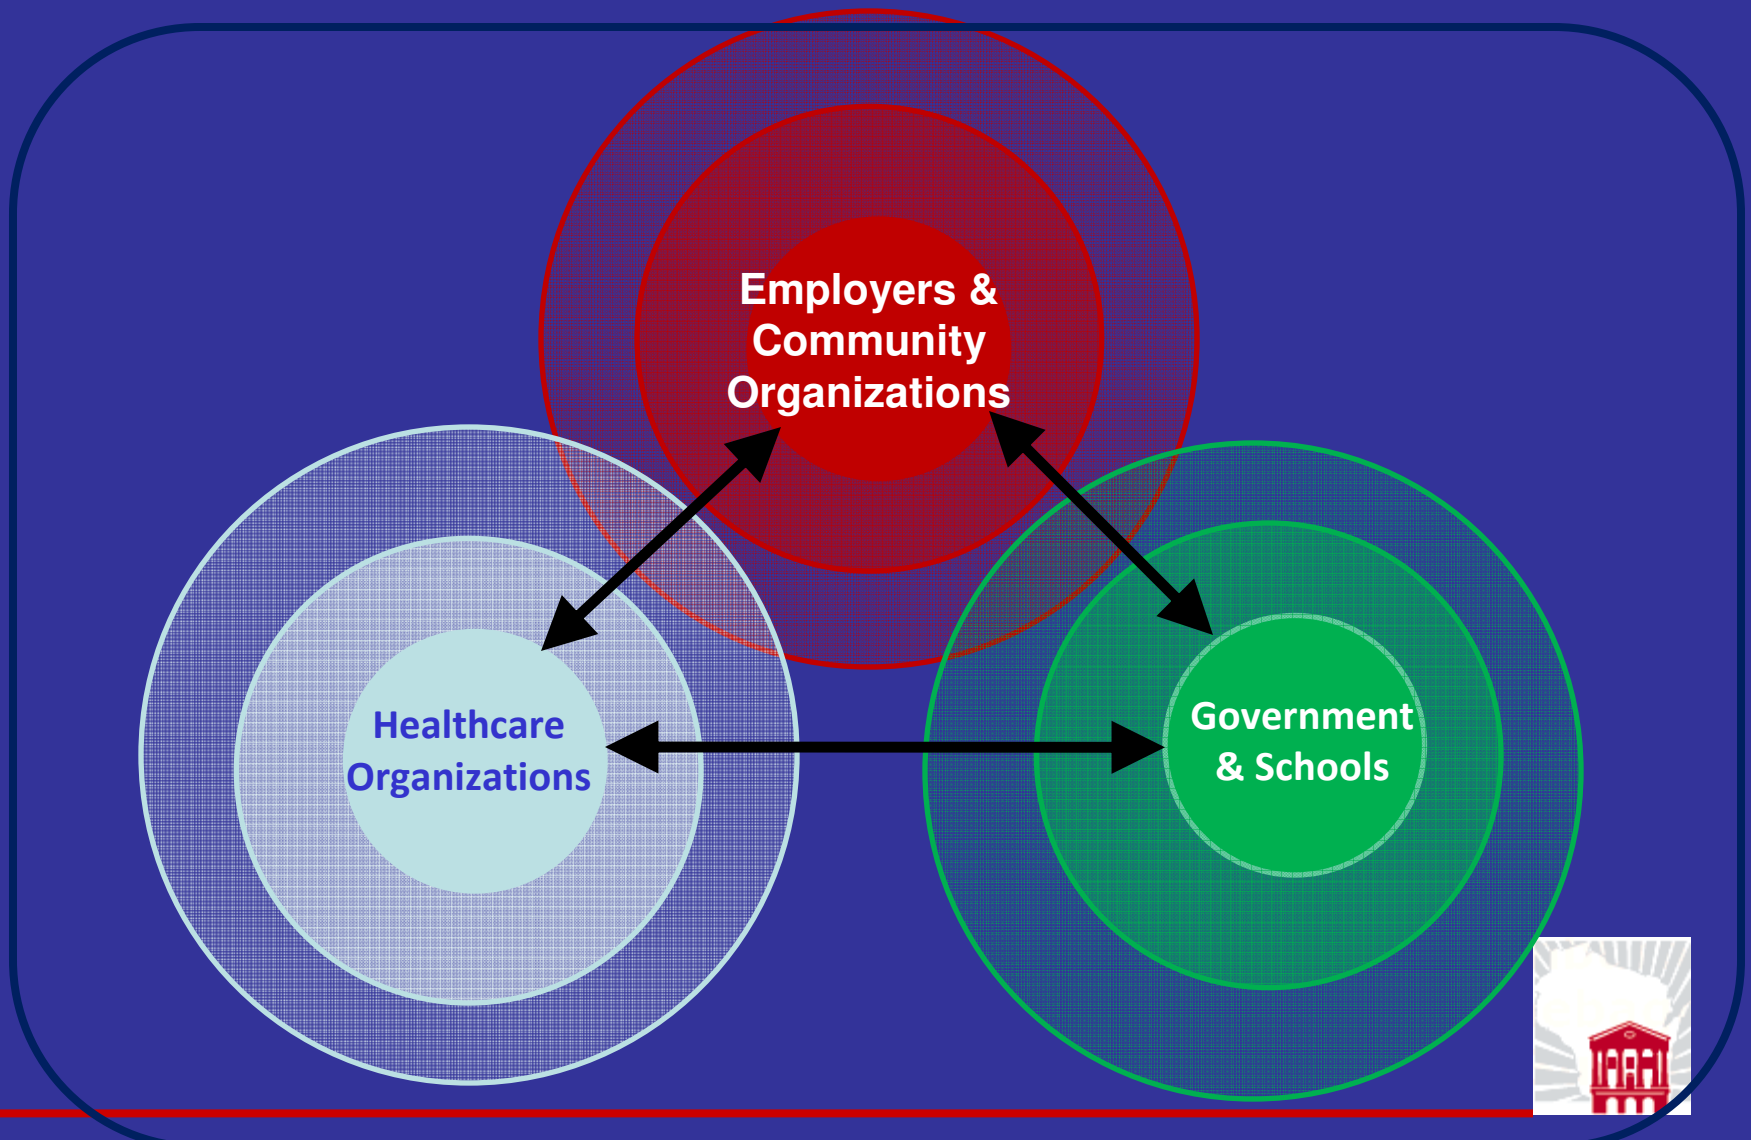 Employers &
Community
Organizations
Healthcare
Organizations
Government
& Schools